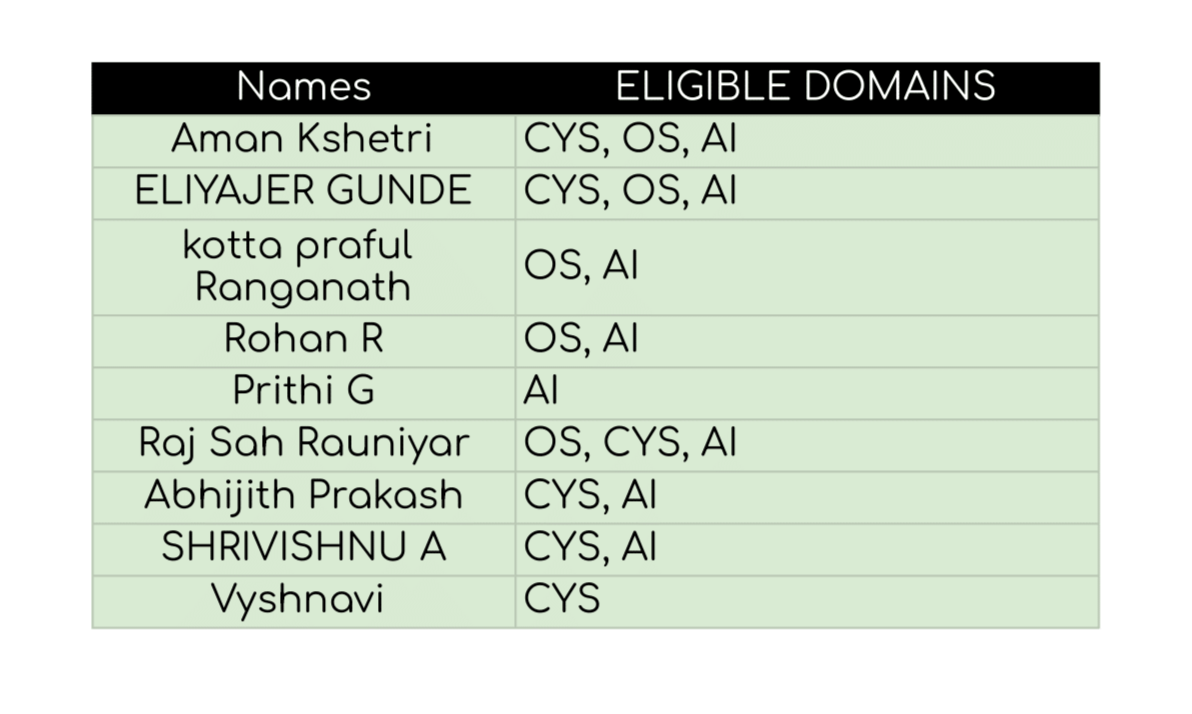 Names ELIGIBLE DOMAINS
Aman Kshetri CYS, OS, AI
ELIYAJER GUNDE CYS, OS, AI
kotta praful
Ranganath OS, AI
Rohan R OS, AI
Prithi G AI
Raj Sah Rauniyar OS, CYS, AI
Abhijith Prakash CYS, AI
SHRIVISHNU A CYS, AI
Vyshnavi CYS